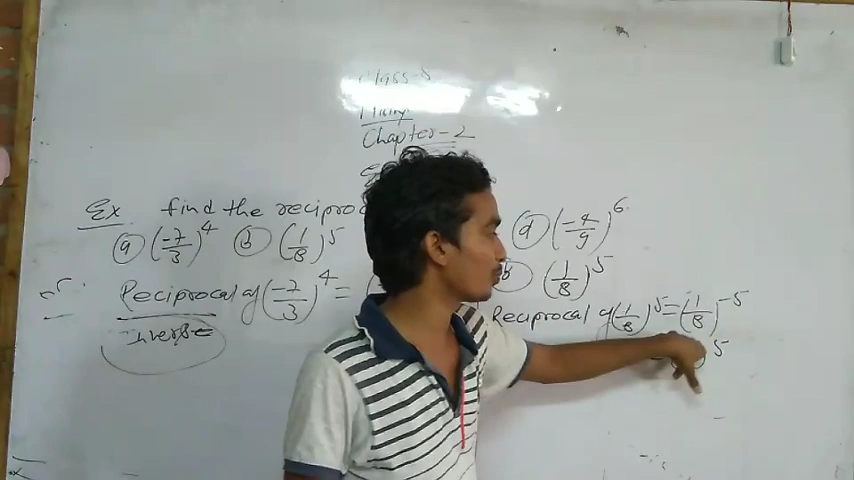 Class-8
Chapter-2
Ex find the reciproc
(a) (-7/3)^4 (b) (1/8)^5 (d) (-4/9)^6
Reciprocal of (-7/3)^4 = (
Inverse
(b) (1/8)^5
Reciprocal of (1/8)^5 = (1/8)^-5
5